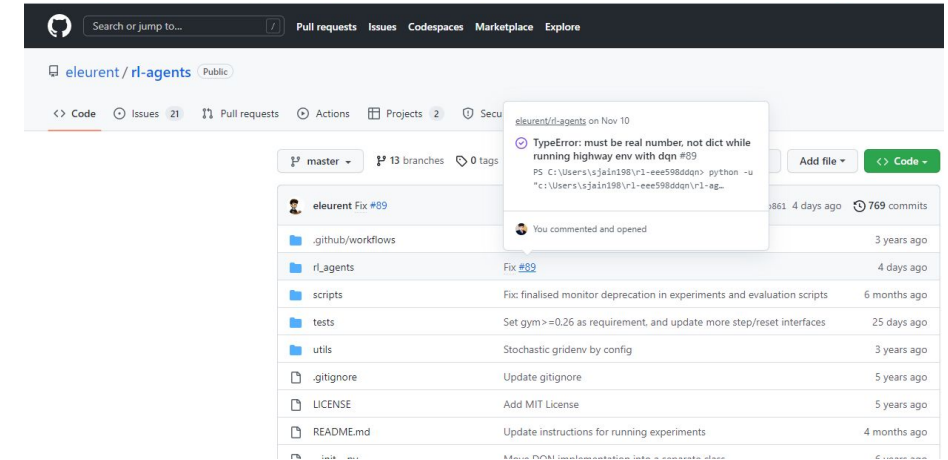 Search or jump to... / Pull requests Issues Codespaces Marketplace Explore
eleurent / rl-agents Public
<> Code Issues 21 Pull requests Actions Projects 2 Secu
eleurent/rl-agents on Nov 10
TypeError: must be real number, not dict while
running highway env with dqn #89
PS C:\Users\sjain198\rl-eee598ddqn> python -u
"c:\Users\sjain198\rl-eee598ddqn\rl-ag…
You commented and opened
master 13 branches 0 tags Add file Code
eleurent Fix #89 861 4 days ago 769 commits
.github/workflows 3 years ago
rl_agents Fix #89 4 days ago
scripts Fix: finalised monitor deprecation in experiments and evaluation scripts 6 months ago
tests Set gym>=0.26 as requirement, and update more step/reset interfaces 25 days ago
utils Stochastic gridenv by config 3 years ago
.gitignore Update gitignore 5 years ago
LICENSE Add MIT License 5 years ago
README.md Update instructions for running experiments 4 months ago